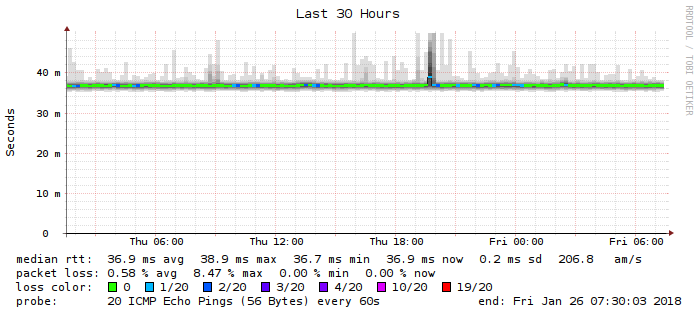 Last 30 Hours
RRDTOOL / TOBI OETIKER
Seconds
40 m
30 m
20 m
10 m
0
Thu 06:00 Thu 12:00 Thu 18:00 Fri 00:00 Fri 06:00
median rtt: 36.9 ms avg 38.9 ms max 36.7 ms min 36.9 ms now 0.2 ms sd 206.8 am/s
packet loss: 0.58 % avg 8.47 % max 0.00 % min 0.00 % now
loss color: 0 1/20 2/20 3/20 4/20 10/20 19/20
probe: 20 ICMP Echo Pings (56 Bytes) every 60s end: Fri Jan 26 07:30:03 2018